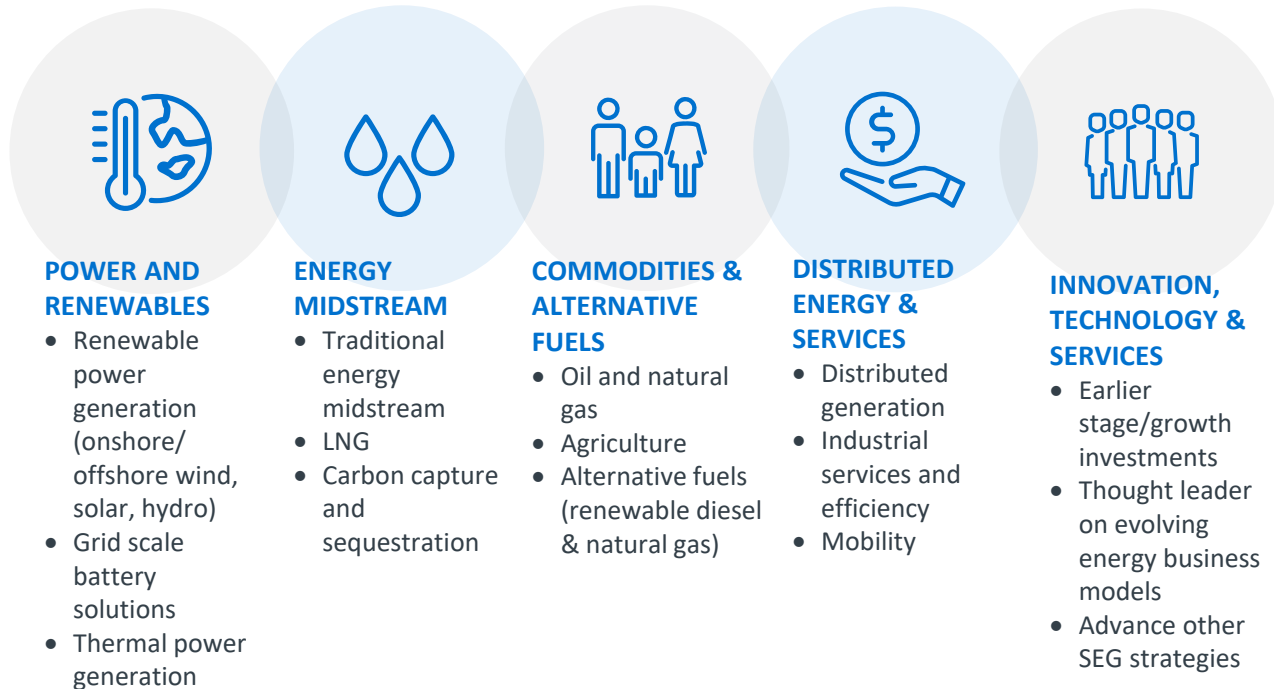 POWER AND
RENEWABLES
• Renewable
power
generation
(onshore/
offshore wind,
solar, hydro)
• Grid scale
battery
solutions
• Thermal power
generation
ENERGY
MIDSTREAM
• Traditional
energy
midstream
• LNG
• Carbon capture
and
sequestration
COMMODITIES &
ALTERNATIVE
FUELS
• Oil and natural
gas
• Agriculture
• Alternative fuels
(renewable diesel
& natural gas)
$
DISTRIBUTED
ENERGY &
SERVICES
• Distributed
generation
• Industrial
services and
efficiency
• Mobility
INNOVATION,
TECHNOLOGY &
SERVICES
• Earlier
stage/growth
investments
• Thought leader
on evolving
energy business
models
• Advance other
SEG strategies